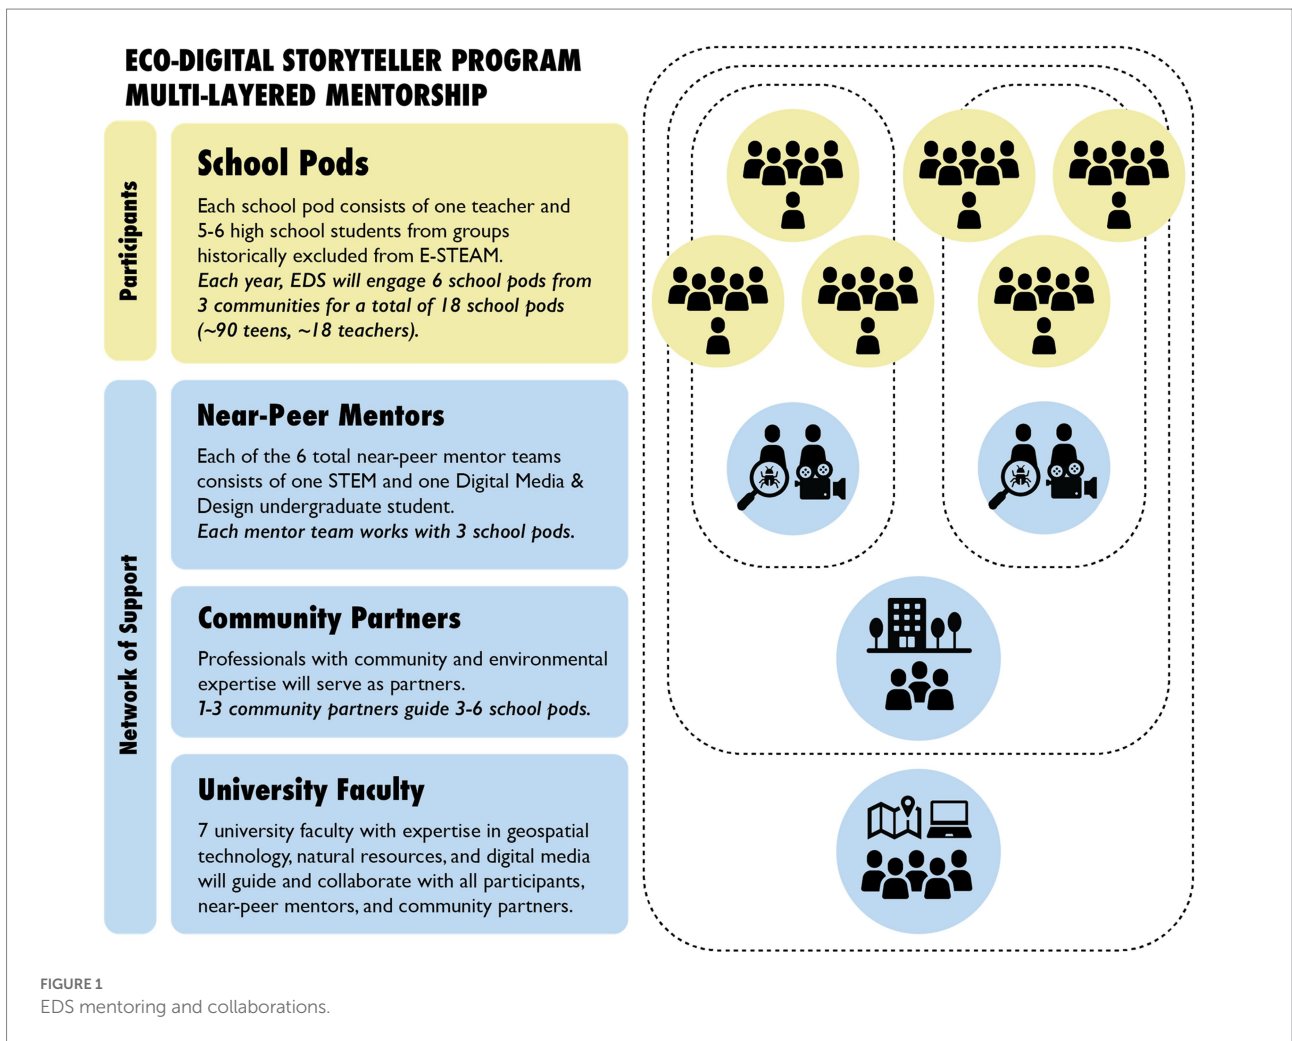 ECO-DIGITAL STORYTELLER PROGRAM
MULTI-LAYERED MENTORSHIP
Participants
School Pods
Each school pod consists of one teacher and
5-6 high school students from groups
historically excluded from E-STEAM.
Each year, EDS will engage 6 school pods from
3 communities for a total of 18 school pods
(~90 teens, ~18 teachers).
Network of Support
Near-Peer Mentors
Each of the 6 total near-peer mentor teams
consists of one STEM and one Digital Media &
Design undergraduate student.
Each mentor team works with 3 school pods.
Community Partners
Professionals with community and environmental
expertise will serve as partners.
1-3 community partners guide 3-6 school pods.
University Faculty
7 university faculty with expertise in geospatial
technology, natural resources, and digital media
will guide and collaborate with all participants,
near-peer mentors, and community partners.
FIGURE 1
EDS mentoring and collaborations.